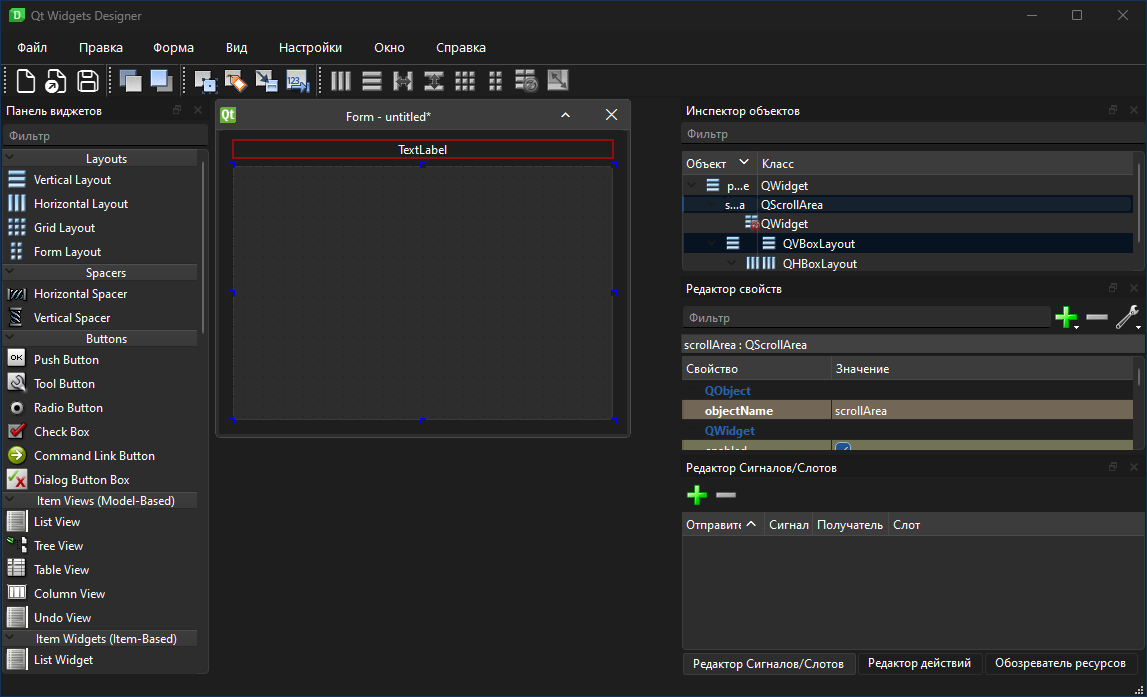 Qt Widgets Designer
Файл Правка Форма Вид Настройки Окно Справка
Панель виджетов
Фильтр
Layouts
Vertical Layout
Horizontal Layout
Grid Layout
Form Layout
Spacers
Horizontal Spacer
Vertical Spacer
Buttons
Push Button
Tool Button
Radio Button
Check Box
Command Link Button
Dialog Button Box
Item Views (Model-Based)
List View
Tree View
Table View
Column View
Undo View
Item Widgets (Item-Based)
List Widget
Form - untitled*
TextLabel
Инспектор объектов
Фильтр
Объект Класс
p...e QWidget
s...a QScrollArea
QWidget
QVBoxLayout
QHBoxLayout
Редактор свойств
Фильтр
scrollArea : QScrollArea
Свойство Значение
QObject
objectName scrollArea
QWidget
enabled
Редактор Сигналов/Слотов
Отправите Сигнал Получатель Слот
Редактор Сигналов/Слотов Редактор действий Обозреватель ресурсов